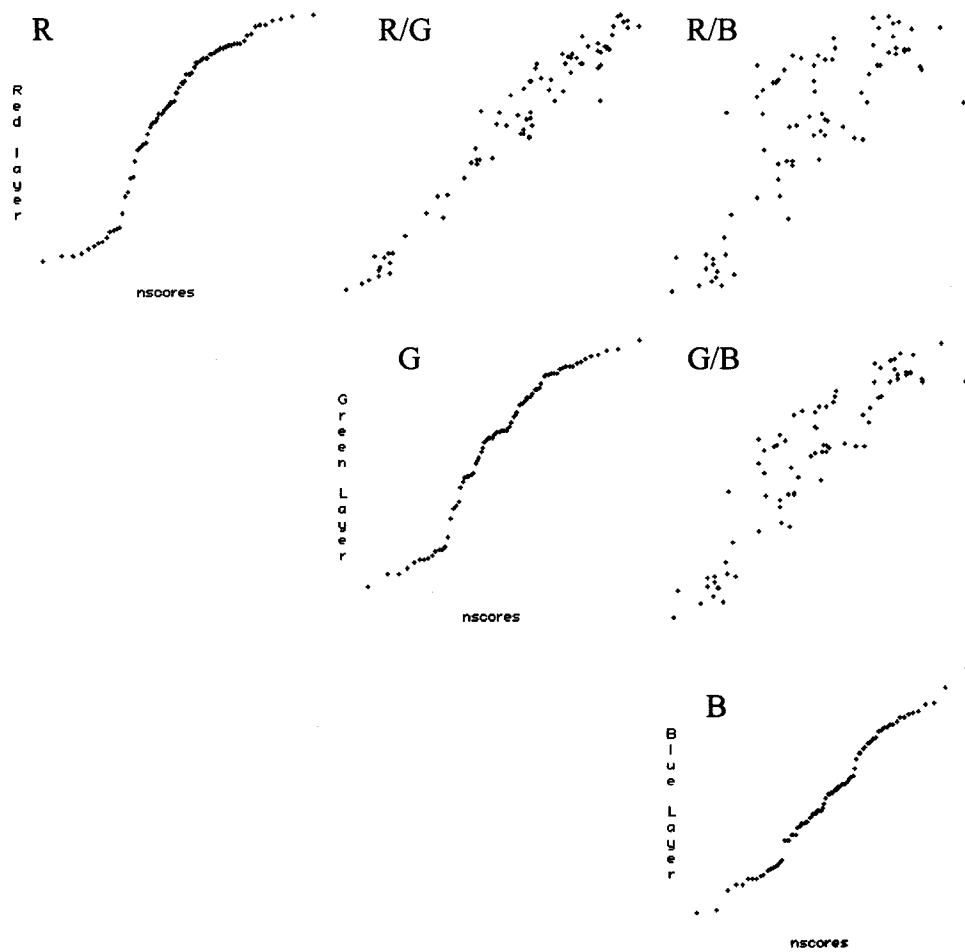 R
R/G
R/B
Red layer
nscores
G
G/B
Green Layer
nscores
B
Blue Layer
nscores